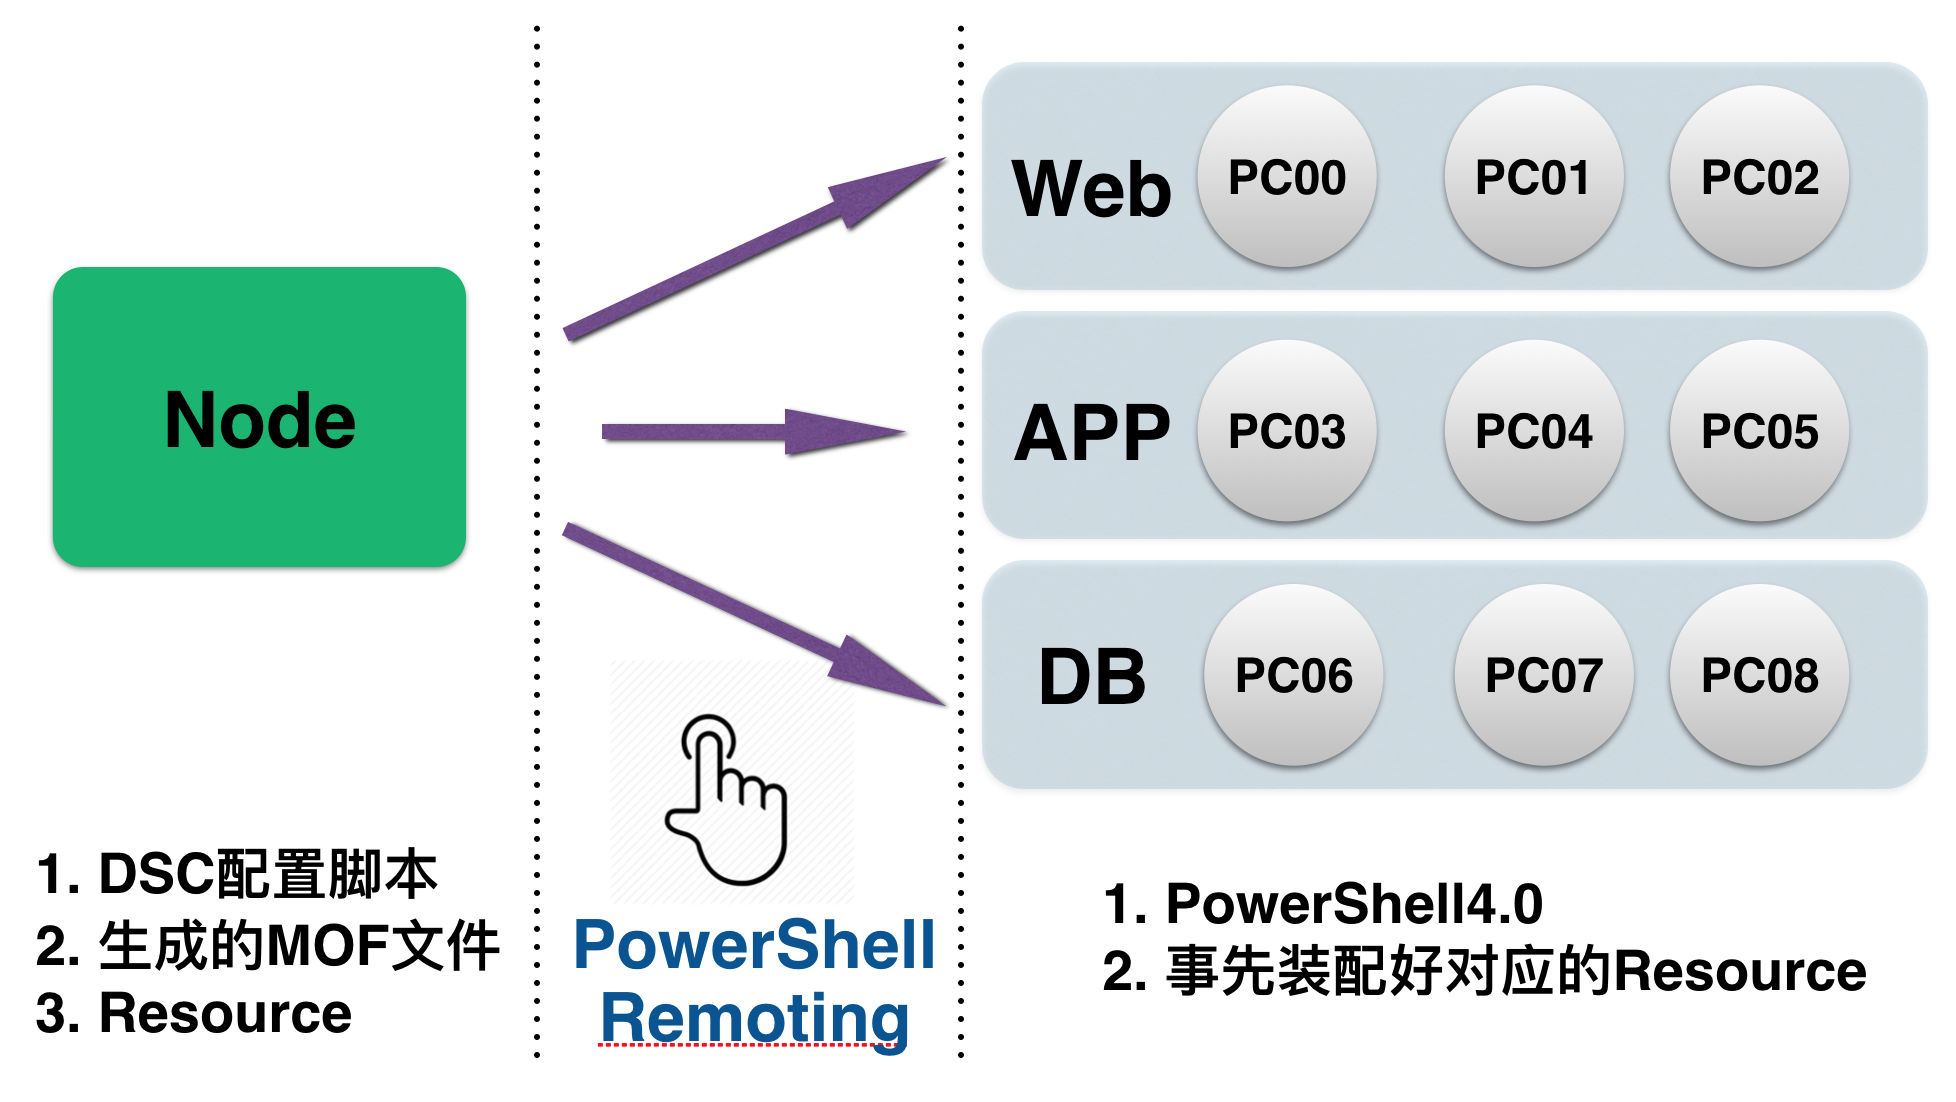 Node
1. DSC配置脚本
2. 生成的MOF文件
3. Resource
PowerShell
Remoting
Web PC00 PC01 PC02
APP PC03 PC04 PC05
DB PC06 PC07 PC08
1. PowerShell4.0
2. 事先装配好对应的Resource